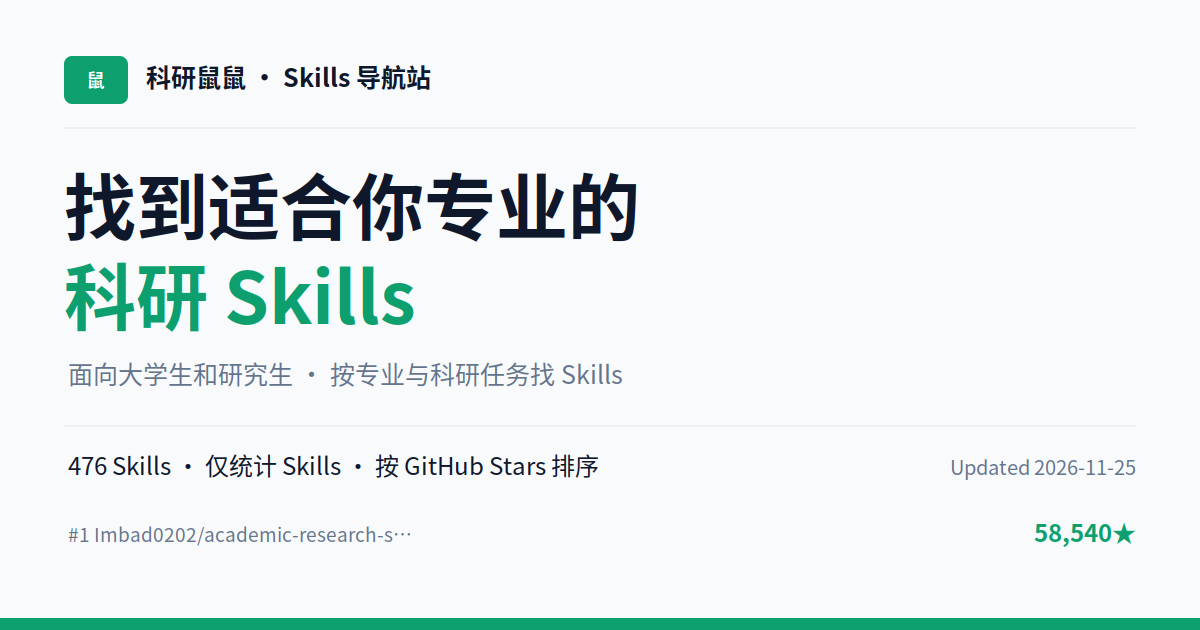 鼠
科研鼠鼠 · Skills 导航站
找到适合你专业的
科研 Skills
面向大学生和研究生 · 按专业与科研任务找 Skills
476 Skills · 仅统计 Skills · 按 GitHub Stars 排序
Updated 2026-11-25
#1 Imbad0202/academic-research-s…
58,540★